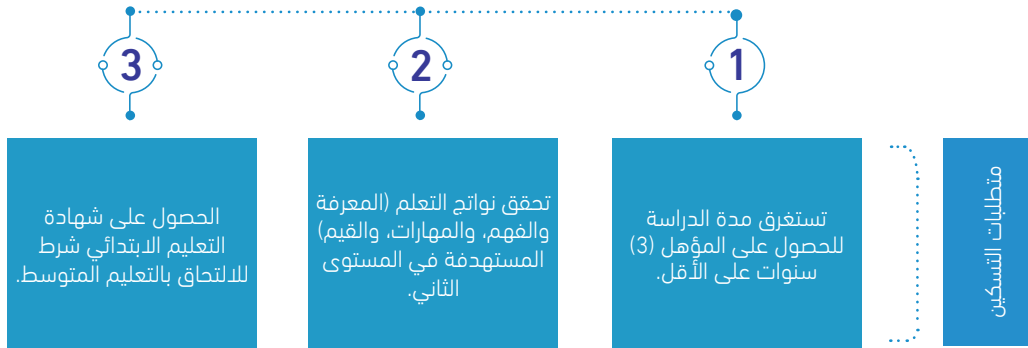 متطلبات التسكين
1
تستغرق مدة الدراسة
للحصول على المؤهل (3)
سنوات على الأقل.
2
تحقق نواتج التعلم (المعرفة
والفهم، والمهارات، والقيم)
المستهدفة في المستوى
الثاني.
3
الحصول على شهادة
التعليم الابتدائي شرط
للالتحاق بالتعليم المتوسط.